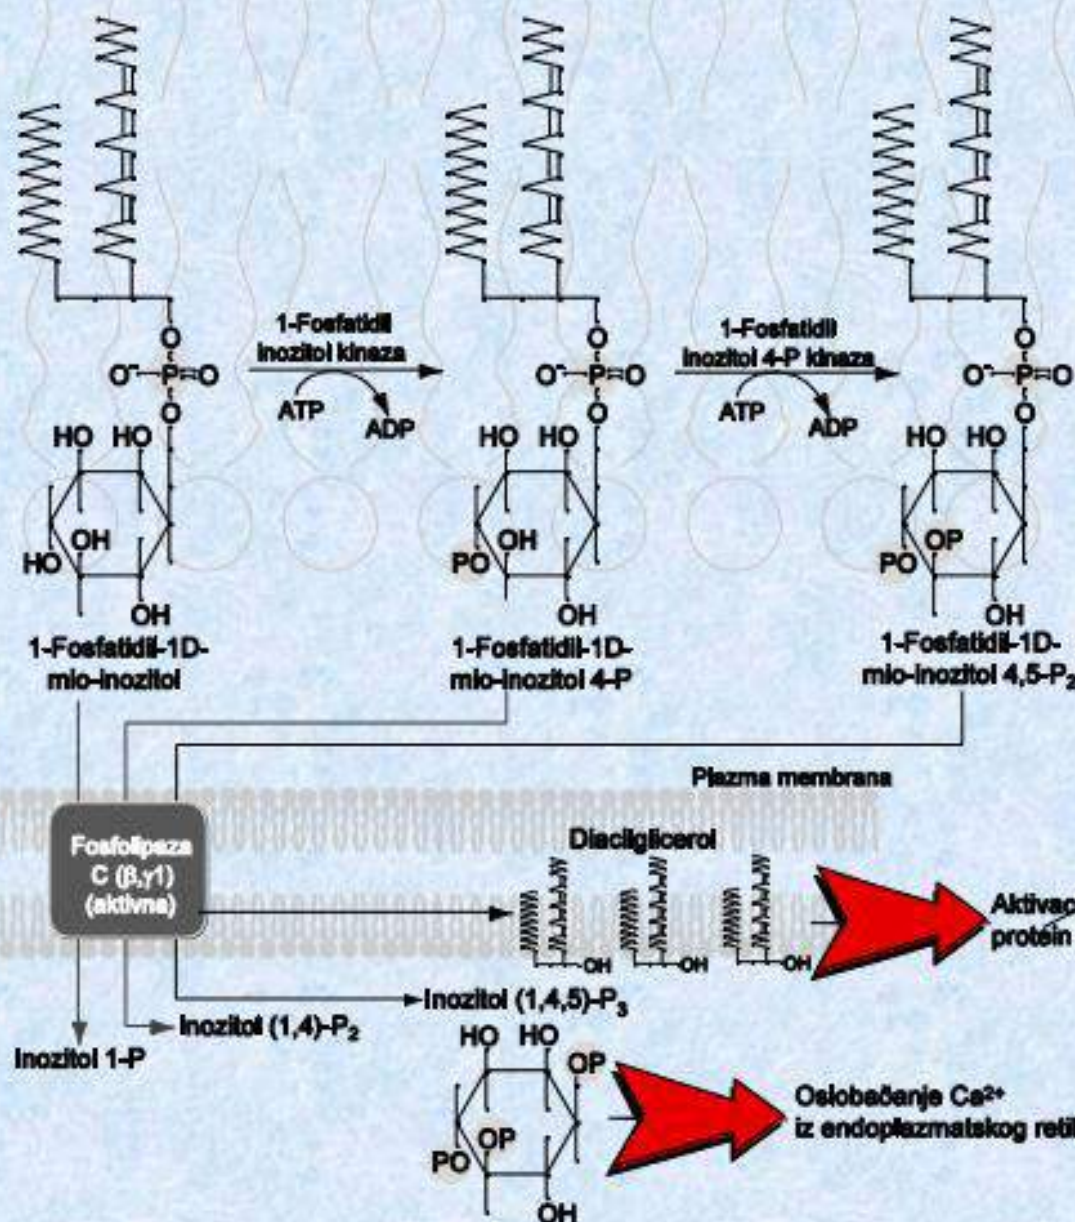 O
1-Fosfatidil
inozitol kinaza
O⁻ P=O
ATP
ADP
O
HO HO
OH
HO
OH
1-Fosfatidil-1D-
mio-inozitol
O
1-Fosfatidil
inozitol 4-P kinaza
O⁻ P=O
ATP
ADP
O
HO HO
OH
PO
OH
1-Fosfatidil-1D-
mio-inozitol 4-P
O
O⁻ P=O
O
HO HO
OP
PO
OH
1-Fosfatidil-1D-
mio-inozitol 4,5-P₂
Plazma membrana
Fosfolipaza
C (β,γ1)
(aktivna)
Diacilglicerol
OH OH OH
Aktivac
protein
Inozitol (1,4,5)-P₃
Inozitol (1,4)-P₂
Inozitol 1-P
HO HO
OP
OP
PO
OH
Oslobađanje Ca²⁺
iz endoplazmatskog retil